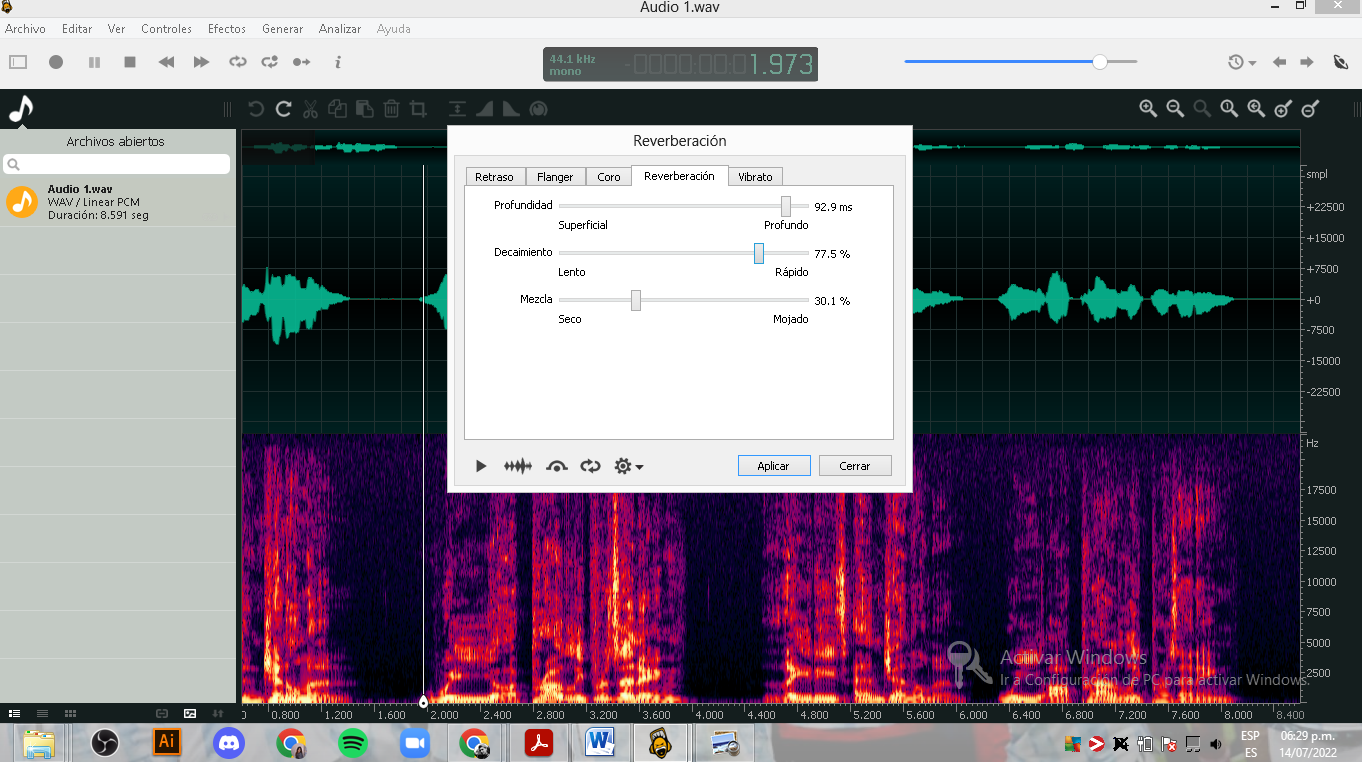 Audio 1.wav
Archivo Editar Ver Controles Efectos Generar Analizar Ayuda
44.1 kHz
mono
-0000:00:01.973
Archivos abiertos
Audio 1.wav
WAV / Linear PCM
Duración: 8.591 seg
Reverberación
Retraso Flanger Coro Reverberación Vibrato
Profundidad 92.9 ms
Superficial Profundo
Decaimiento 77.5 %
Lento Rápido
Mezcla 30.1 %
Seco Mojado
Aplicar Cerrar
smpl
+22500
+15000
+7500
+0
-7500
-15000
-22500
Hz
17500
15000
12500
10000
7500
5000
2500
Activar Windows
Ir a Configuración de PC para activar Windows
0.800 1.200 1.600 2.000 2.400 2.800 3.200 3.600 4.000 4.400 4.800 5.200 5.600 6.000 6.400 6.800 7.200 7.600 8.000 8.400
Ai
W
ESP 06:29 p.m.
ES 14/07/2022